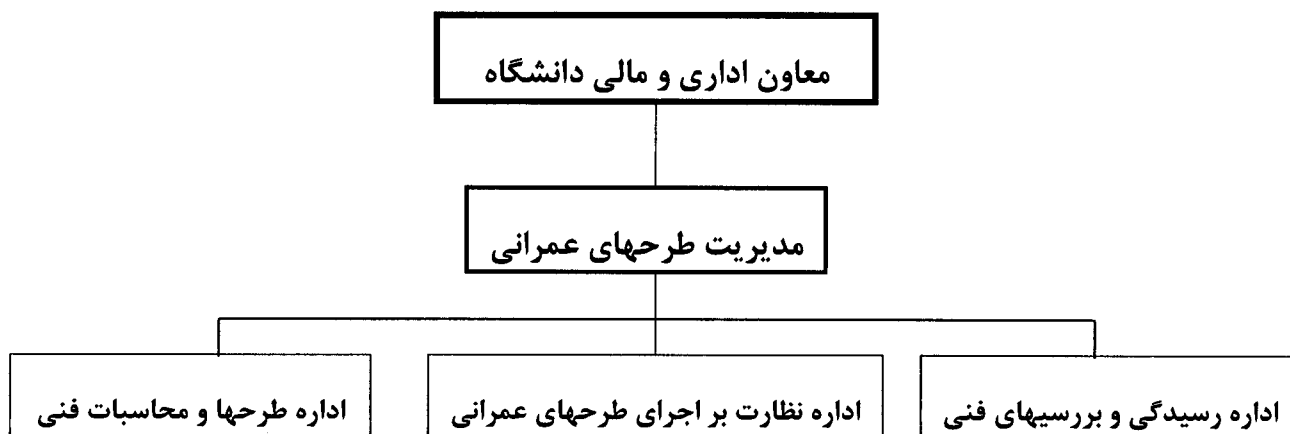 معاون اداری و مالی دانشگاه
مدیریت طرحهای عمرانی
اداره رسیدگی و بررسیهای فنی
اداره نظارت بر اجرای طرحهای عمرانی
اداره طرحها و محاسبات فنی